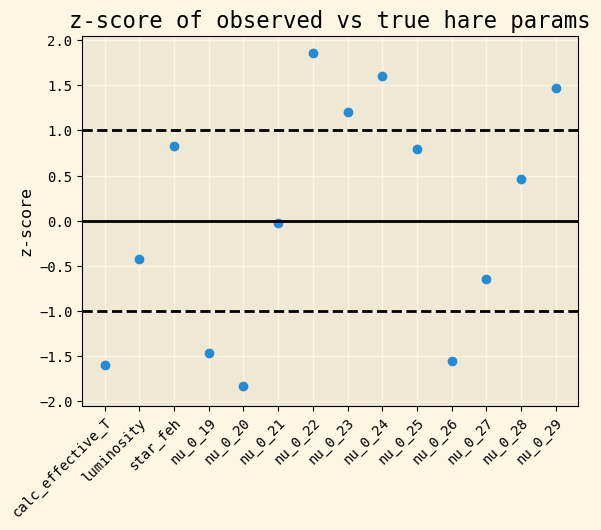 z-score of observed vs true hare params
z-score
2.0
1.5
1.0
0.5
0.0
−0.5
−1.0
−1.5
−2.0
calc_effective_T
luminosity
star_feh
nu_0_19
nu_0_20
nu_0_21
nu_0_22
nu_0_23
nu_0_24
nu_0_25
nu_0_26
nu_0_27
nu_0_28
nu_0_29